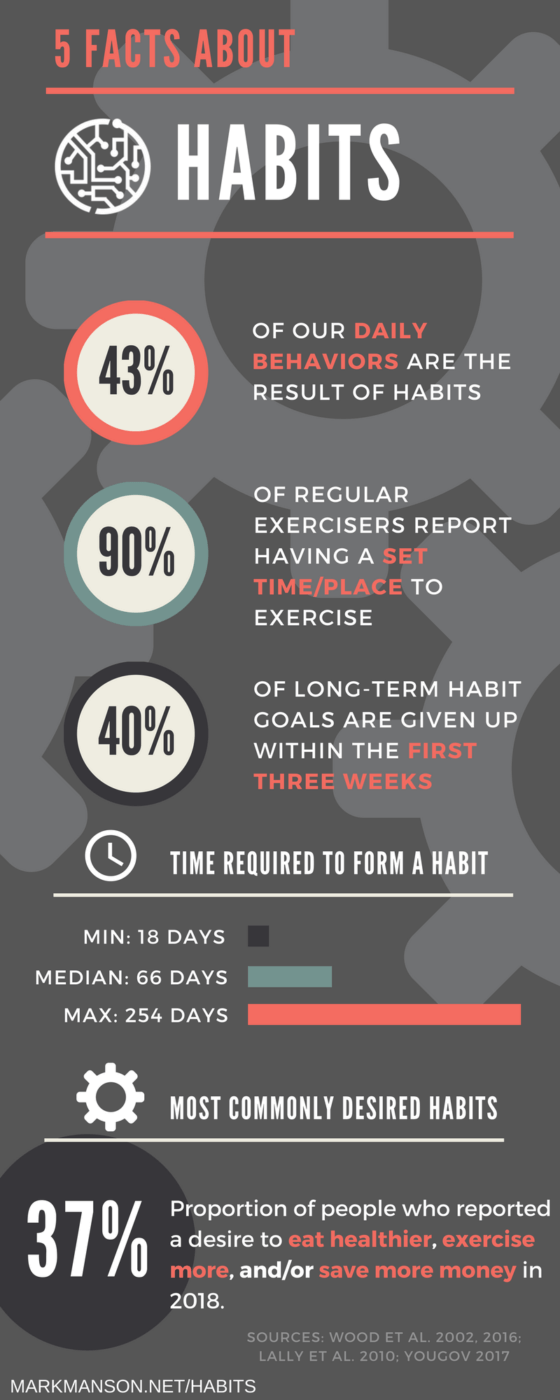 5 FACTS ABOUT
HABITS
43%
OF OUR DAILY
BEHAVIORS ARE THE
RESULT OF HABITS
90%
OF REGULAR
EXERCISERS REPORT
HAVING A SET
TIME/PLACE TO
EXERCISE
40%
OF LONG-TERM HABIT
GOALS ARE GIVEN UP
WITHIN THE FIRST
THREE WEEKS
TIME REQUIRED TO FORM A HABIT
MIN: 18 DAYS
MEDIAN: 66 DAYS
MAX: 254 DAYS
MOST COMMONLY DESIRED HABITS
37%
Proportion of people who reported
a desire to eat healthier, exercise
more, and/or save more money in
2018.
SOURCES: WOOD ET AL. 2002, 2016;
LALLY ET AL. 2010; YOUGOV 2017
MARKMANSON.NET/HABITS